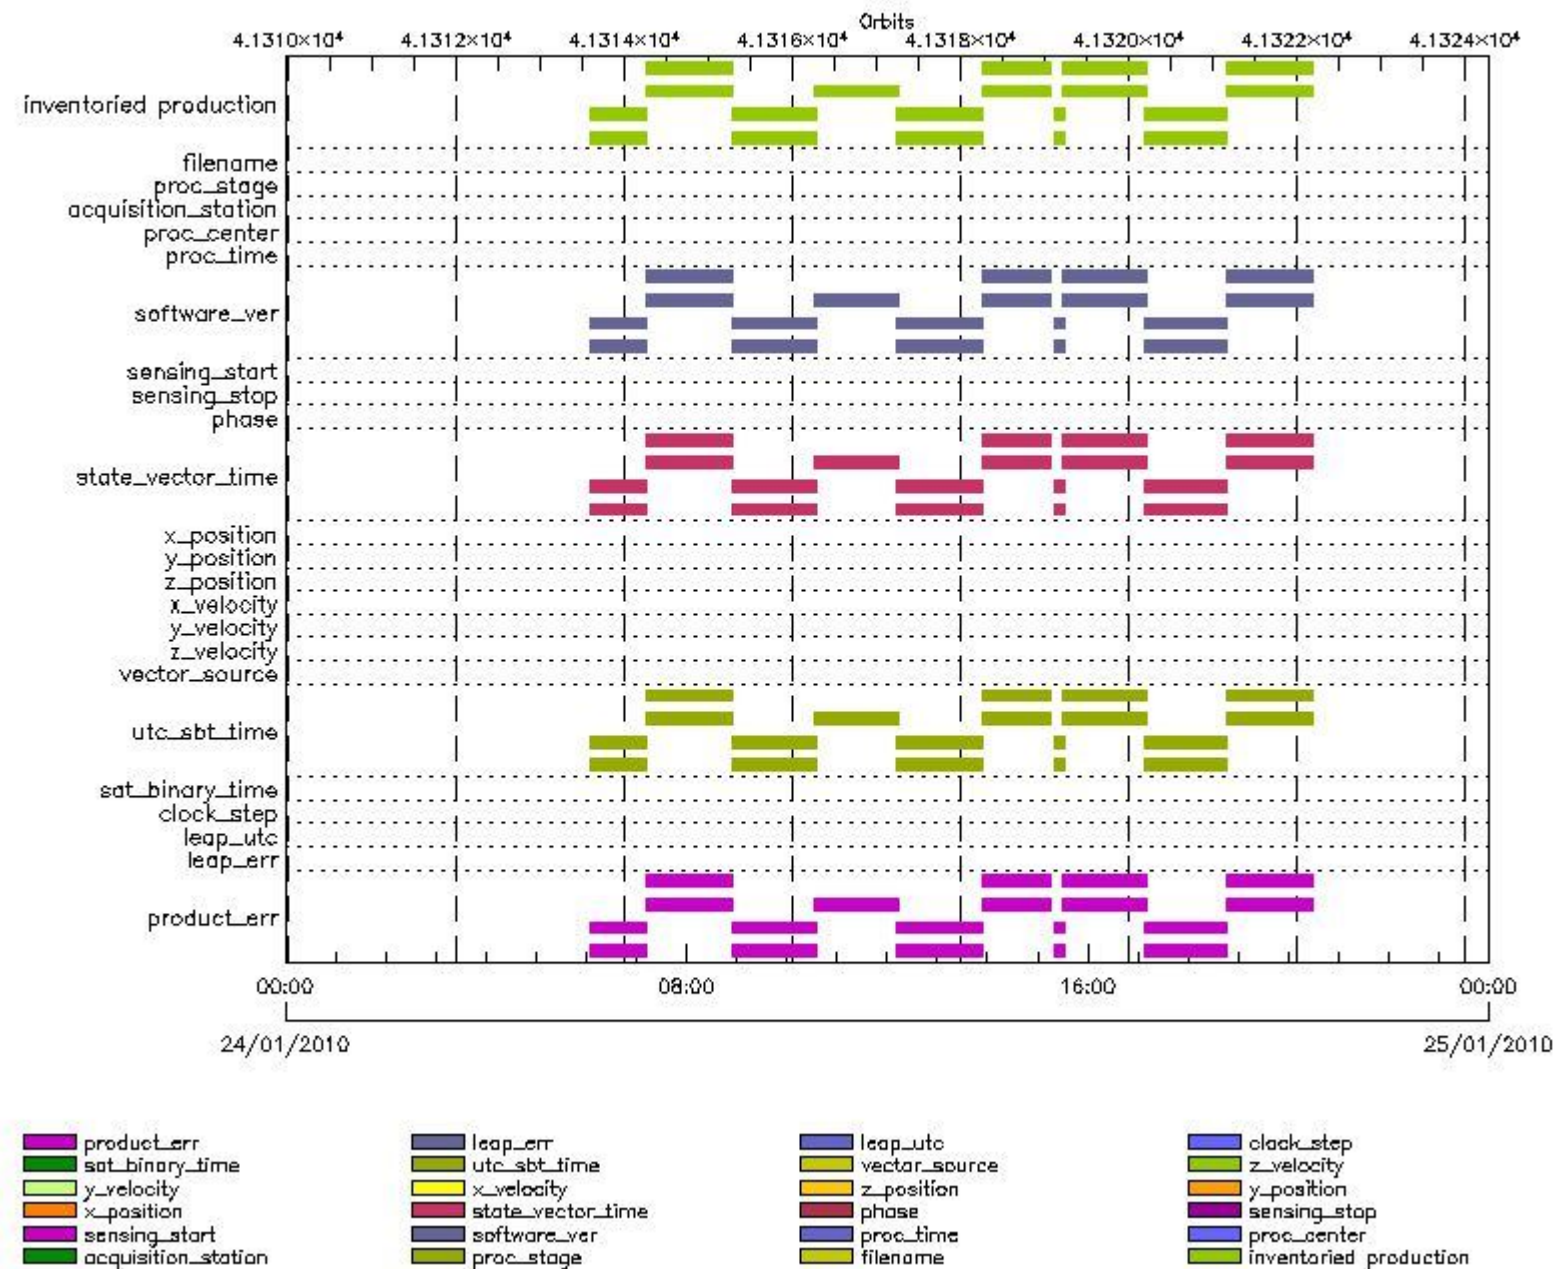 Orbits
4.1310×10⁴ 4.1312×10⁴ 4.1314×10⁴ 4.1316×10⁴ 4.1318×10⁴ 4.1320×10⁴ 4.1322×10⁴ 4.1324×10⁴
inventoried production
filename
proc_stage
acquisition_station
proc_center
proc_time
software_ver
sensing_start
sensing_stop
phase
state_vector_time
x_position
y_position
z_position
x_velocity
y_velocity
z_velocity
vector_source
utc_sbt_time
sat_binary_time
clock_step
leap_utc
leap_err
product_err
00:00 08:00 16:00 00:00
24/01/2010 25/01/2010
product_err leap_err leap_utc clock_step
sat_binary_time utc_sbt_time vector_source z_velocity
y_velocity x_velocity z_position y_position
x_position state_vector_time phase sensing_stop
sensing_start software_ver proc_time proc_center
acquisition_station proc_stage filename inventoried production